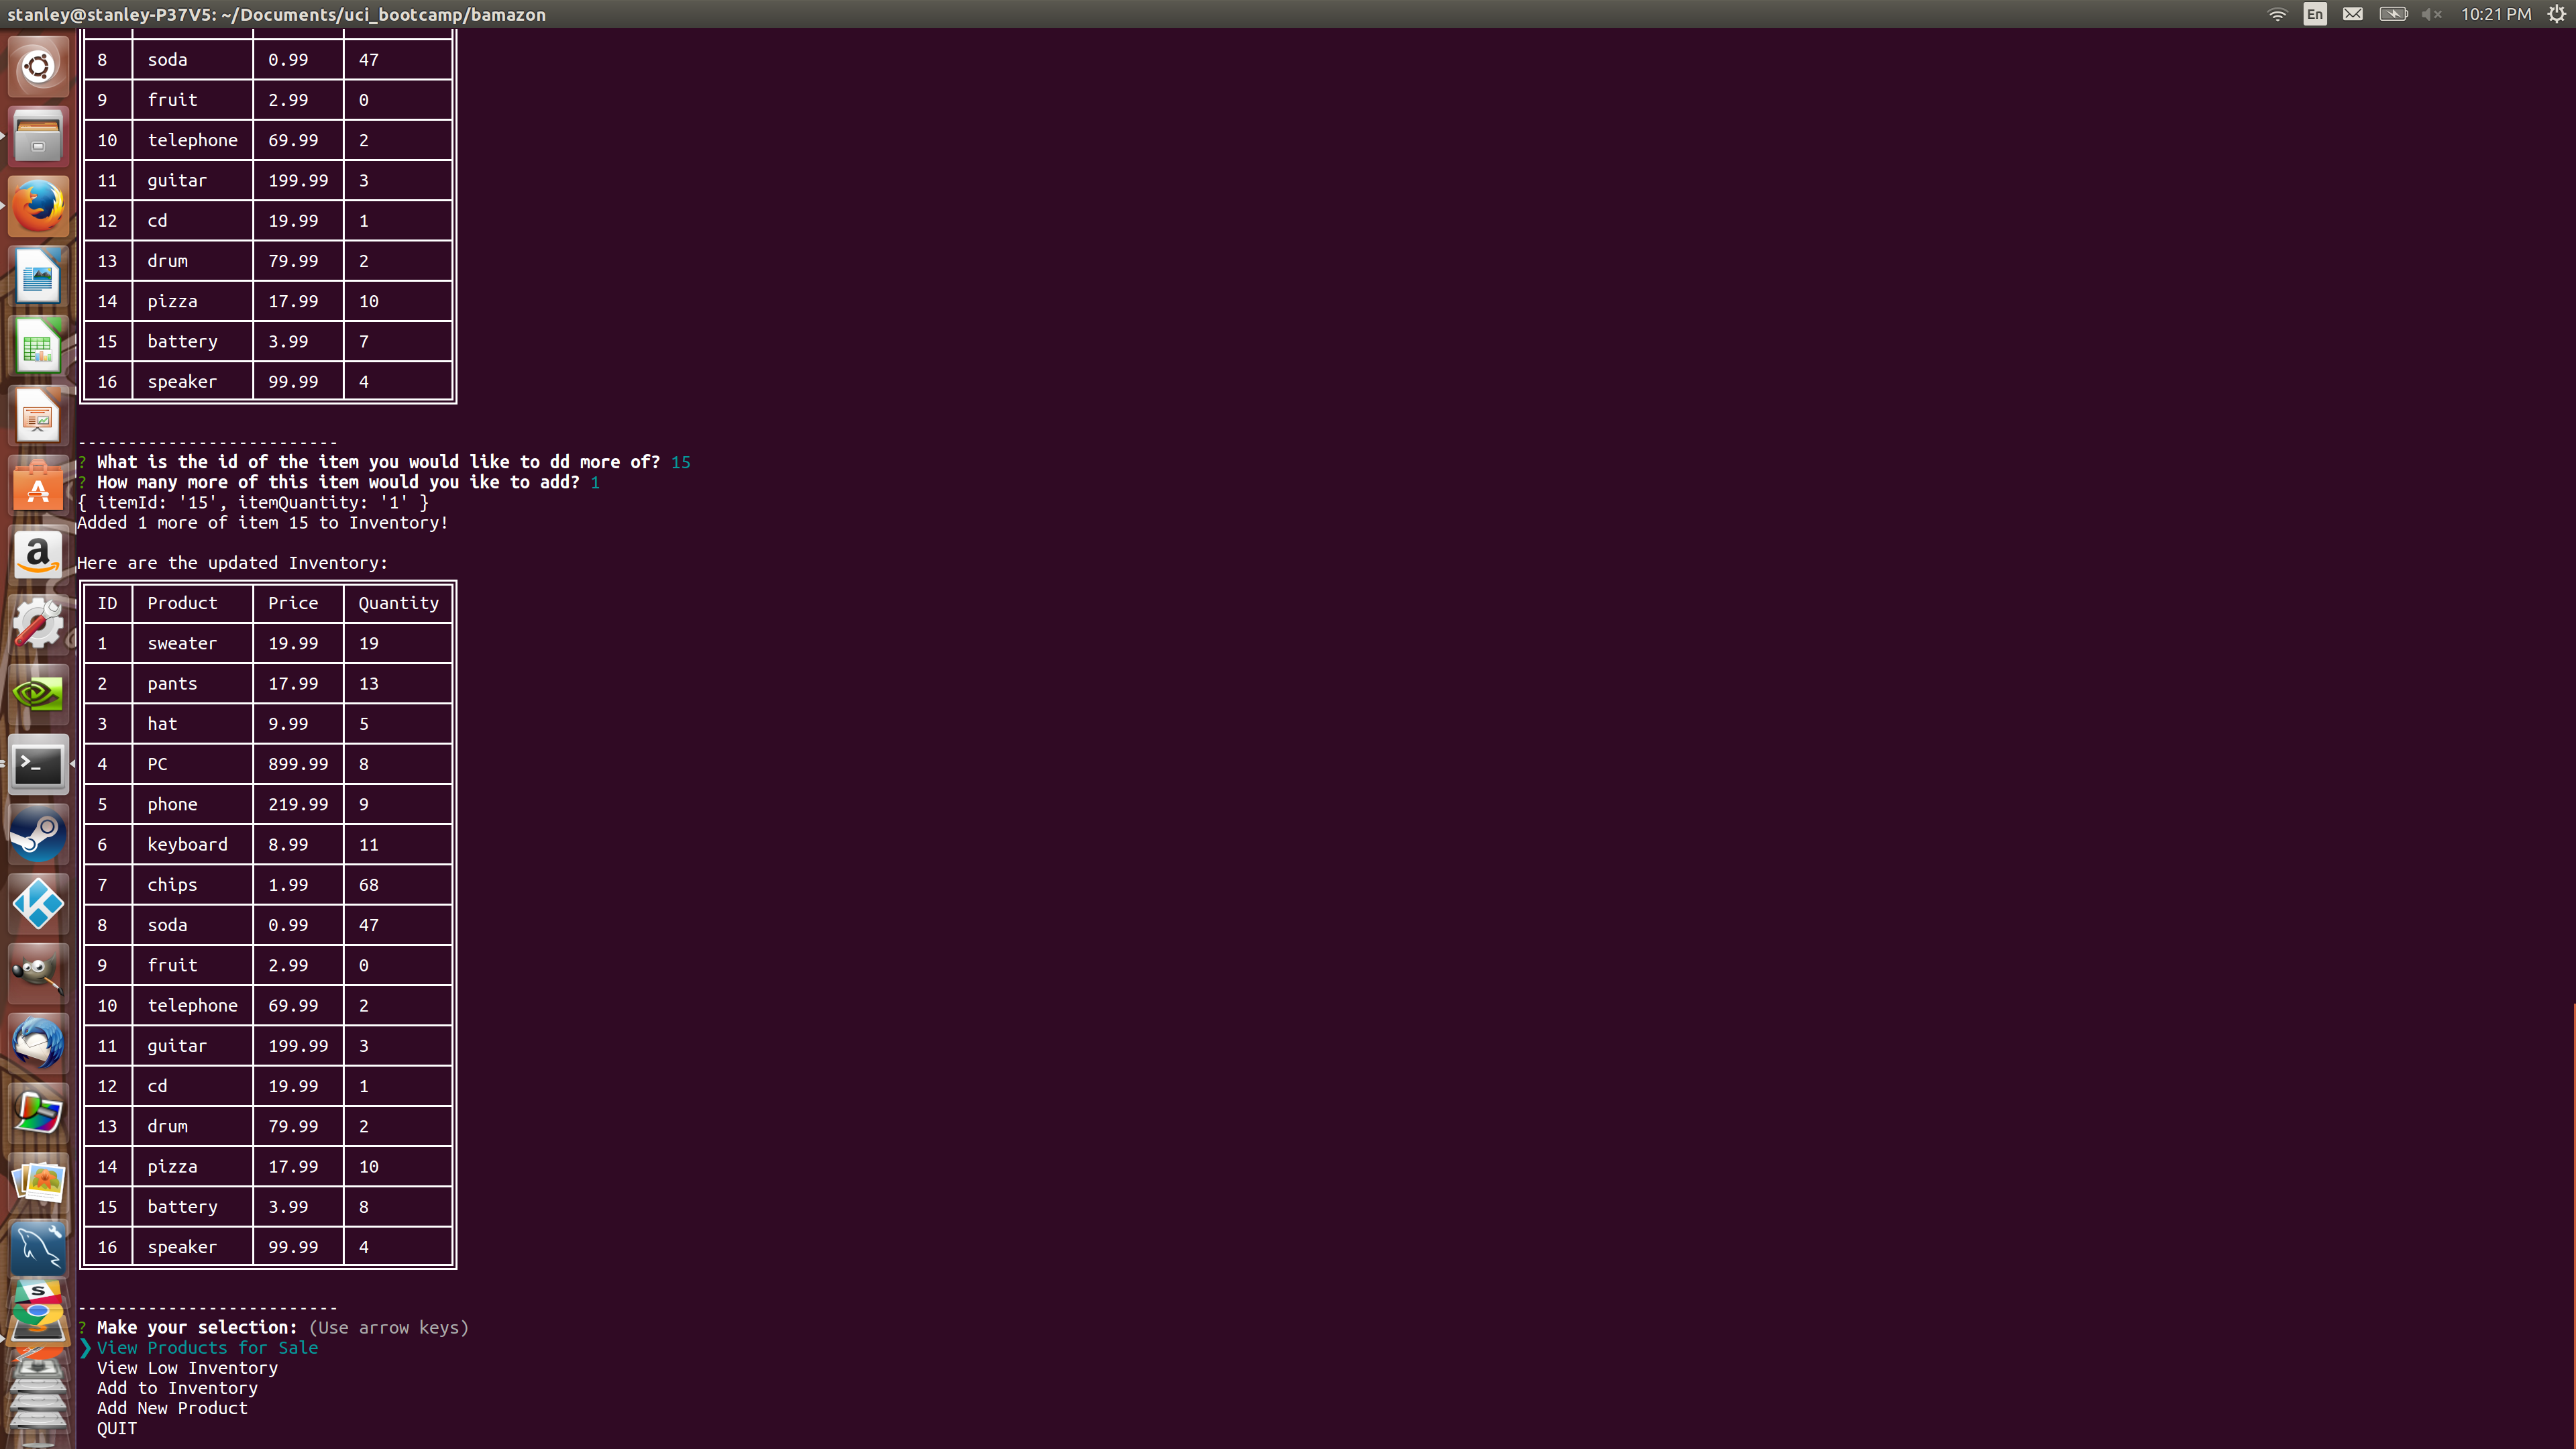 stanley@stanley-P37V5: ~/Documents/uci_bootcamp/bamazon En 10:21 PM
8 soda 0.99 47
9 fruit 2.99 0
10 telephone 69.99 2
11 guitar 199.99 3
12 cd 19.99 1
13 drum 79.99 2
14 pizza 17.99 10
15 battery 3.99 7
16 speaker 99.99 4
--------------------------
? What is the id of the item you would like to dd more of? 15
? How many more of this item would you ike to add? 1
{ itemId: '15', itemQuantity: '1' }
Added 1 more of item 15 to Inventory!
Here are the updated Inventory:
ID Product Price Quantity
1 sweater 19.99 19
2 pants 17.99 13
3 hat 9.99 5
4 PC 899.99 8
5 phone 219.99 9
6 keyboard 8.99 11
7 chips 1.99 68
8 soda 0.99 47
9 fruit 2.99 0
10 telephone 69.99 2
11 guitar 199.99 3
12 cd 19.99 1
13 drum 79.99 2
14 pizza 17.99 10
15 battery 3.99 8
16 speaker 99.99 4
--------------------------
? Make your selection: (Use arrow keys)
❯ View Products for Sale
View Low Inventory
Add to Inventory
Add New Product
QUIT